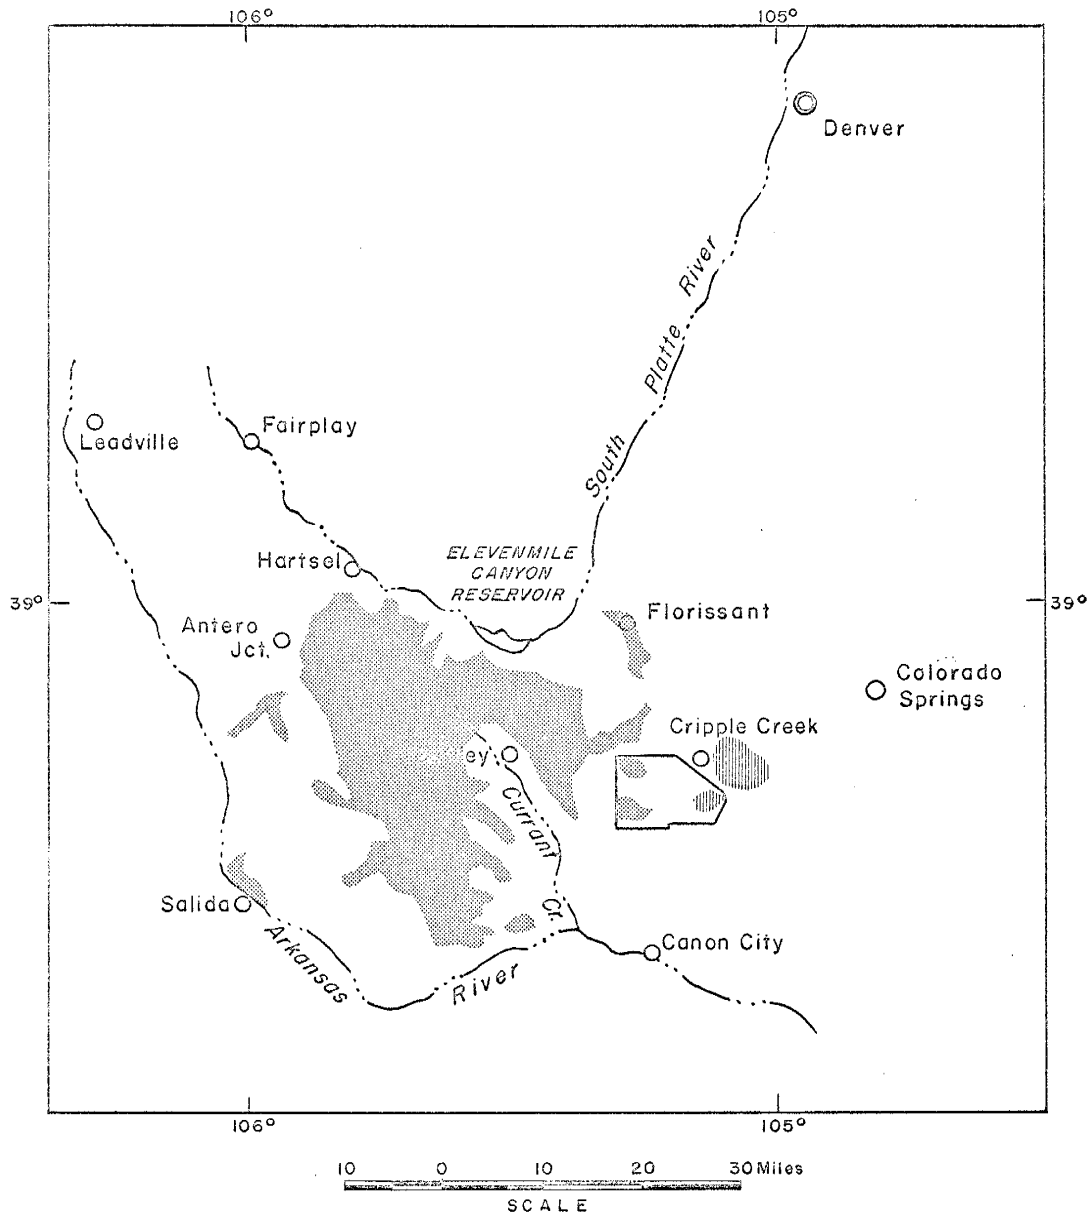 106° 105°
Denver
South Platte River
Leadville
Fairplay
Hartsel
ELEVENMILE
CANYON
RESERVOIR
39° 39°
Florissant
Antero
Jct.
Colorado
Springs
Cripple Creek
Currant Cr.
Salida
Canon City
Arkansas River
106° 105°
10 0 10 20 30 Miles
SCALE